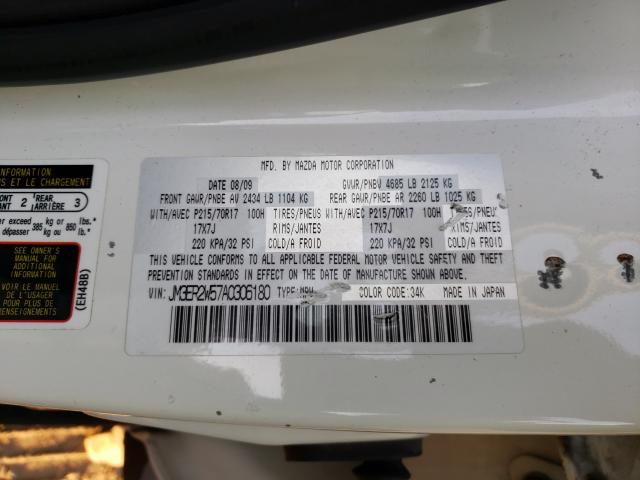 INFORMATION
ET LE CHARGEMENT
2 REAR ARRIÈRE 3
exceed 385 kg or 850 lbs."
dépasser kg ou lb.
SEE OWNER'S
MANUAL FOR
ADDITIONAL
INFORMATION
VOIR LE MANUEL
DE L'USAGER
POUR PLUS DE
RENSEIGNEMENTS
(EH48B)
MFD. BY MAZDA MOTOR CORPORATION
DATE 08/09 GVWR/PNBV 4685 LB 2125 KG
FRONT GAWR/PNBE AV 2434 LB 1104 KG REAR GAWR/PNBE AR 2260 LB 1025 KG
WITH/AVEC P215/70R17 100H TIRES/PNEUS WITH/AVEC P215/70R17 100H TIRES/PNEUS
17X7J RIMS/JANTES 17X7J RIMS/JANTES
220 KPA/32 PSI COLD/A FROID 220 KPA/32 PSI COLD/A FROID
THIS VEHICLE CONFORMS TO ALL APPLICABLE FEDERAL MOTOR VEHICLE SAFETY AND THEFT
PREVENTION STANDARDS IN EFFECT ON THE DATE OF MANUFACTURE SHOWN ABOVE.
VIN: JM3ER2W57A0306180 TYPE: MPV COLOR CODE: 34K MADE IN JAPAN